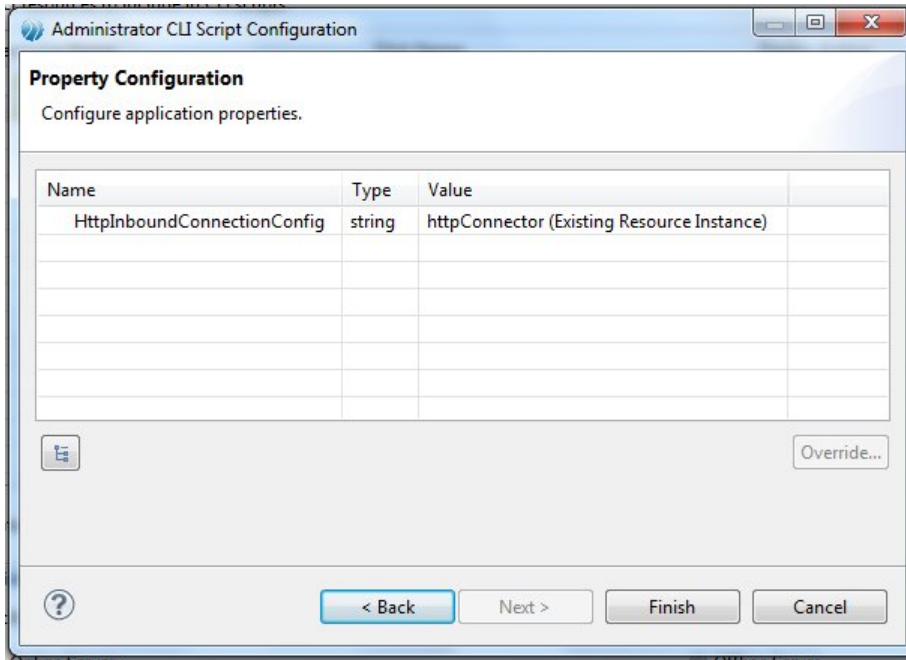 Administrator CLI Script Configuration
Property Configuration
Configure application properties.
Name Type Value
HttpInboundConnectionConfig string httpConnector (Existing Resource Instance)
Override...
? < Back Next > Finish Cancel